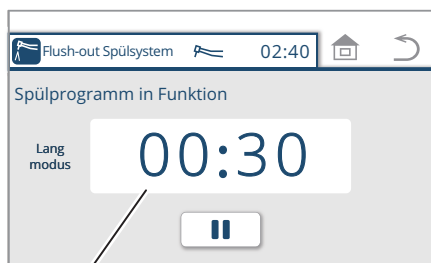 Flush-out Spülsystem 02:40
Spülprogramm in Funktion
Lang
modus
00:30